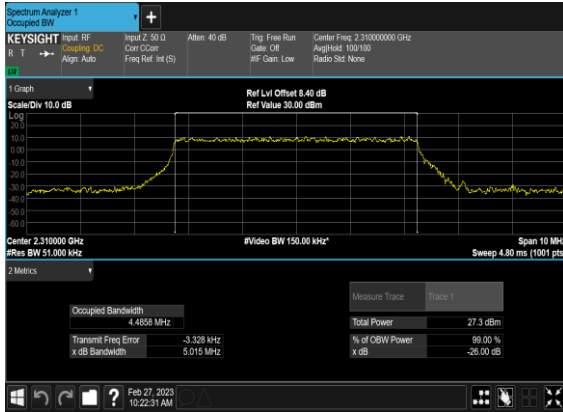 Spectrum Analyzer 1
Occupied BW
+
KEYSIGHT Input: RF Input Z: 50 Ω Atten: 40 dB Trig: Free Run Center Freq: 2.310000000 GHz
R T Coupling: DC Corr CCorr Gate: Off Avg|Hold: 100/100
Align: Auto Freq Ref: Int (S) #IF Gain: Low Radio Std: None
1 Graph
Ref Lvl Offset 8.40 dB
Scale/Div 10.0 dB Ref Value 30.00 dBm
Log
20.0
10.0
0.00
-10.0
-20.0
-30.0
-40.0
-50.0
-60.0
Center 2.310000 GHz #Video BW 150.00 kHz* Span 10 MHz
#Res BW 51.000 kHz Sweep 4.80 ms (1001 pts
2 Metrics
Measure Trace Trace 1
Occupied Bandwidth
4.4858 MHz Total Power 27.3 dBm
Transmit Freq Error -3.328 kHz % of OBW Power 99.00 %
x dB Bandwidth 5.015 MHz x dB -26.00 dB
? Feb 27, 2023
10:22:31 AM